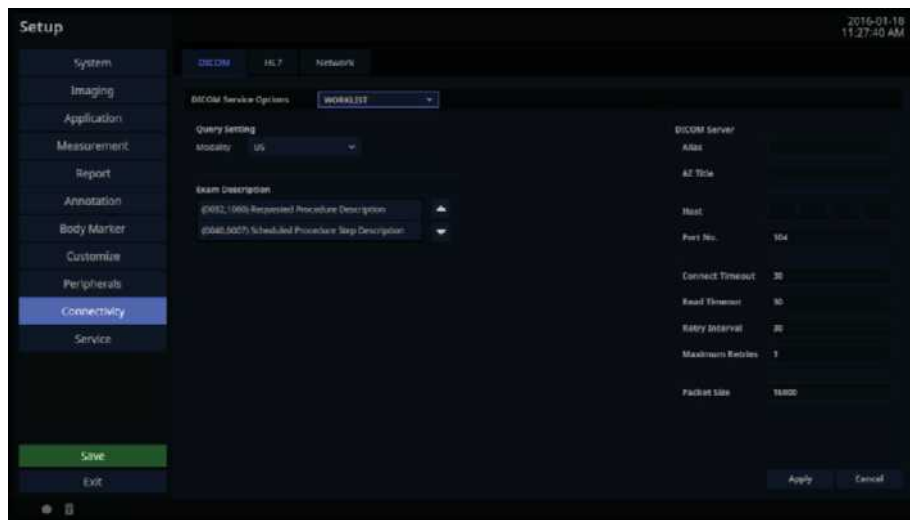 Setup
2016-01-18
11:27:40 AM
System
Imaging
Application
Measurement
Report
Annotation
Body Marker
Customize
Peripherals
Connectivity
Service
Save
Exit
DICOM HL7 Network
DICOM Service Options WORKLIST
Query Setting
Modality US
Exam Description
(0032,1060) Requested Procedure Description
(0040,0007) Scheduled Procedure Step Description
DICOM Server
Alias
AE Title
Host
Port No. 104
Connect Timeout 30
Read Timeout 30
Retry Interval 30
Maximum Retries 1
Packet Size
Apply Cancel